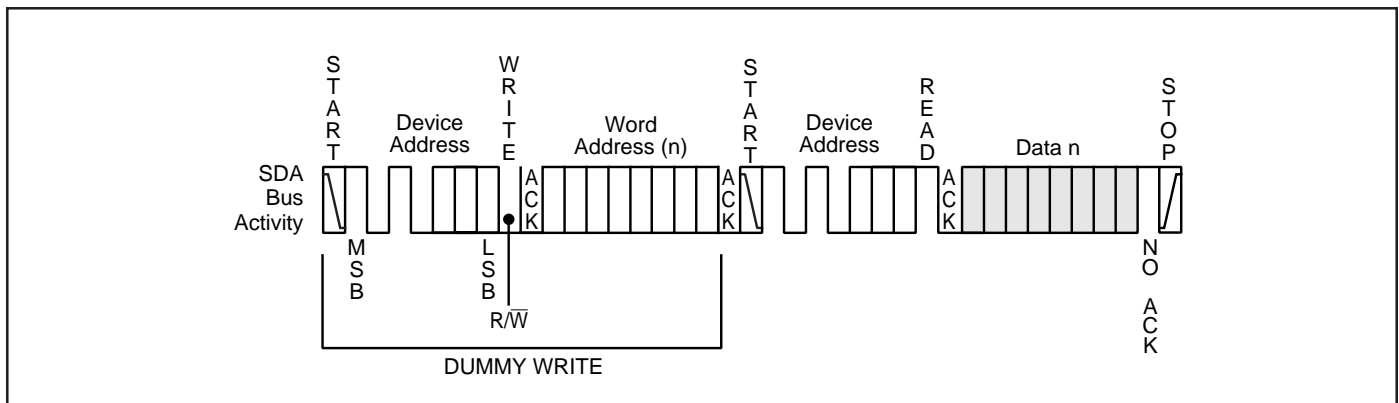 START
WRITE
START
READ
STOP
Device
Address
Word
Address (n)
Device
Address
Data n
SDA
Bus
Activity
ACK
ACK
ACK
MSB
LSB
R/W̅
NO ACK
DUMMY WRITE